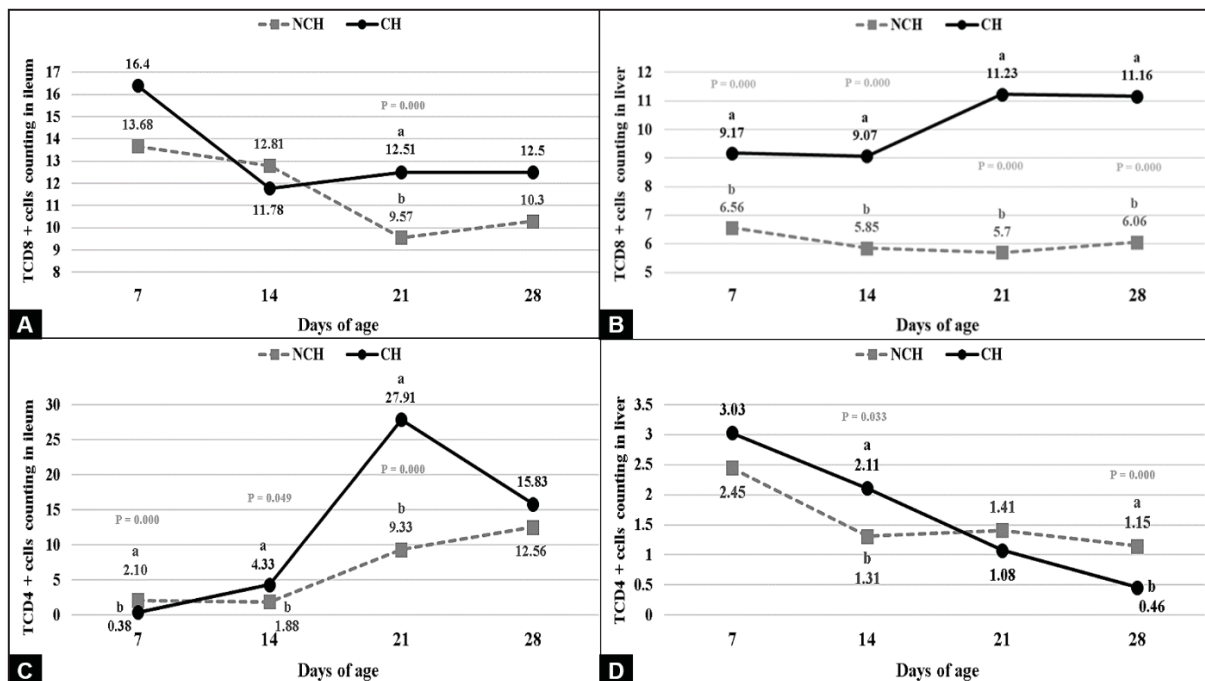 NCH CH
TCD8 + cclls counting in ileum
17
16
15
14
13
12
11
10
9
8
16.4
13.68
12.81
11.78
P = 0.000
a
12.51
b
9.57
12.5
10.3
7 14 21 28
Days of age
A
NCH CH
TCD8 + cclls counting in liver
12
11
10
9
8
7
6
5
P = 0.000
a
9.17
b
6.56
P = 0.000
a
9.07
b
5.85
a
11.23
P = 0.000
b
5.7
a
11.16
P = 0.000
b
6.06
7 14 21 28
Days of age
B
NCH CH
TCD4 + cclls counting in ileum
30
25
20
15
10
5
0
P = 0.000
a
2.10
b
0.38
P = 0.049
a
4.33
b
1.88
a
27.91
P = 0.000
b
9.33
15.83
12.56
7 14 21 28
Days of age
C
NCH CH
TCD4 + cclls counting in liver
3.5
3
2.5
2
1.5
1
0.5
0
3.03
2.45
P = 0.033
a
2.11
b
1.31
1.41
1.08
P = 0.000
a
1.15
b
0.46
7 14 21 28
Days of age
D